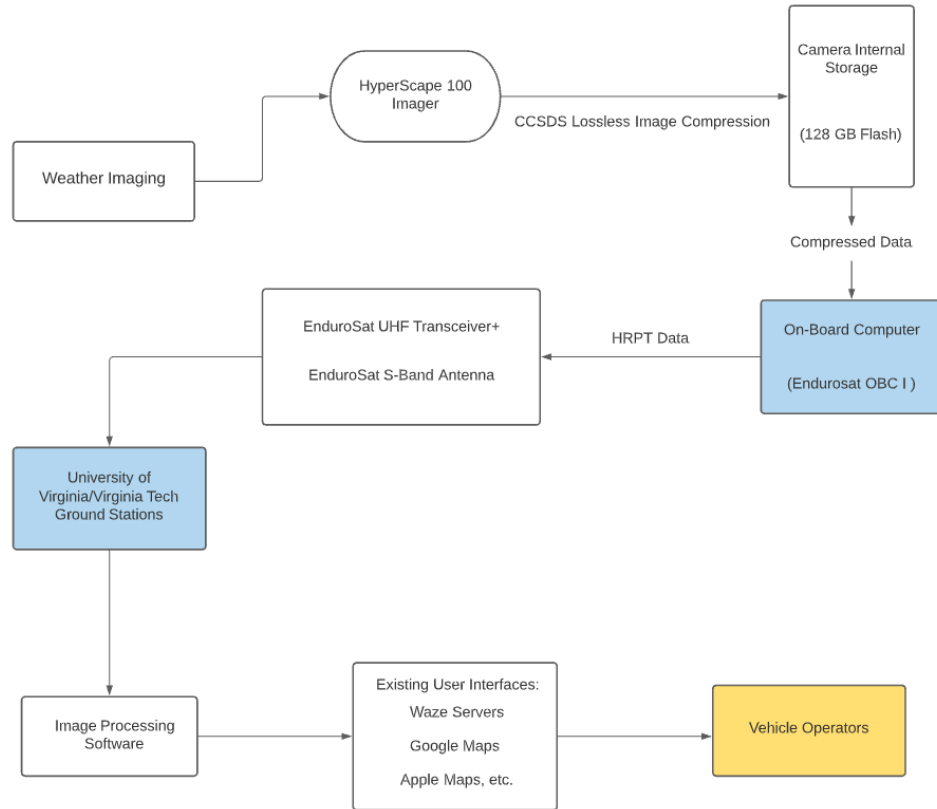 Weather Imaging
HyperScape 100
Imager
CCSDS Lossless Image Compression
Camera Internal
Storage
(128 GB Flash)
Compressed Data
On-Board Computer
(Endurosat OBC I )
HRPT Data
EnduroSat UHF Transceiver+
EnduroSat S-Band Antenna
University of
Virginia/Virginia Tech
Ground Stations
Image Processing
Software
Existing User Interfaces:
Waze Servers
Google Maps
Apple Maps, etc.
Vehicle Operators